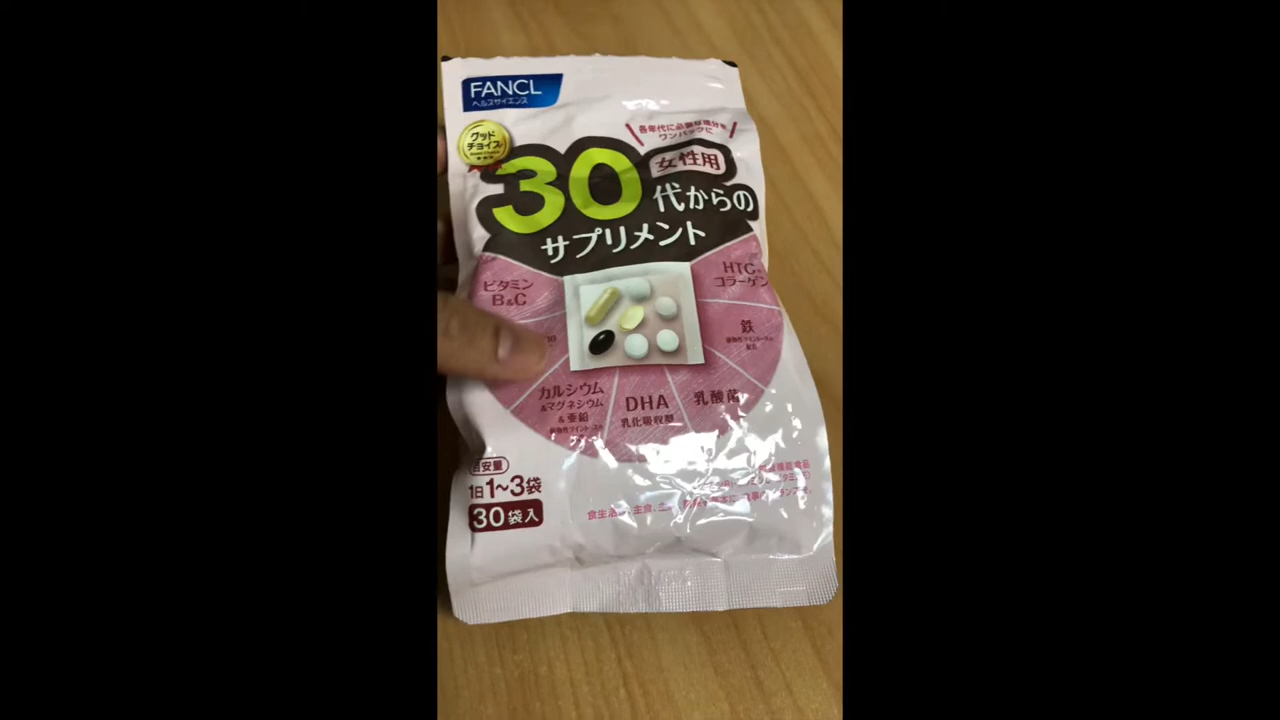 FANCL
ヘルスサイエンス
グッド
チョイス
各年代に必要な成分を
ワンパックに
30
女性用
代からの
サプリメント
ビタミン
B&C
HTC
コラーゲン
鉄
カルシウム
&マグネシウム
&亜鉛
DHA
乳化吸収型
乳酸菌
目安量
1日1~3袋
30袋入